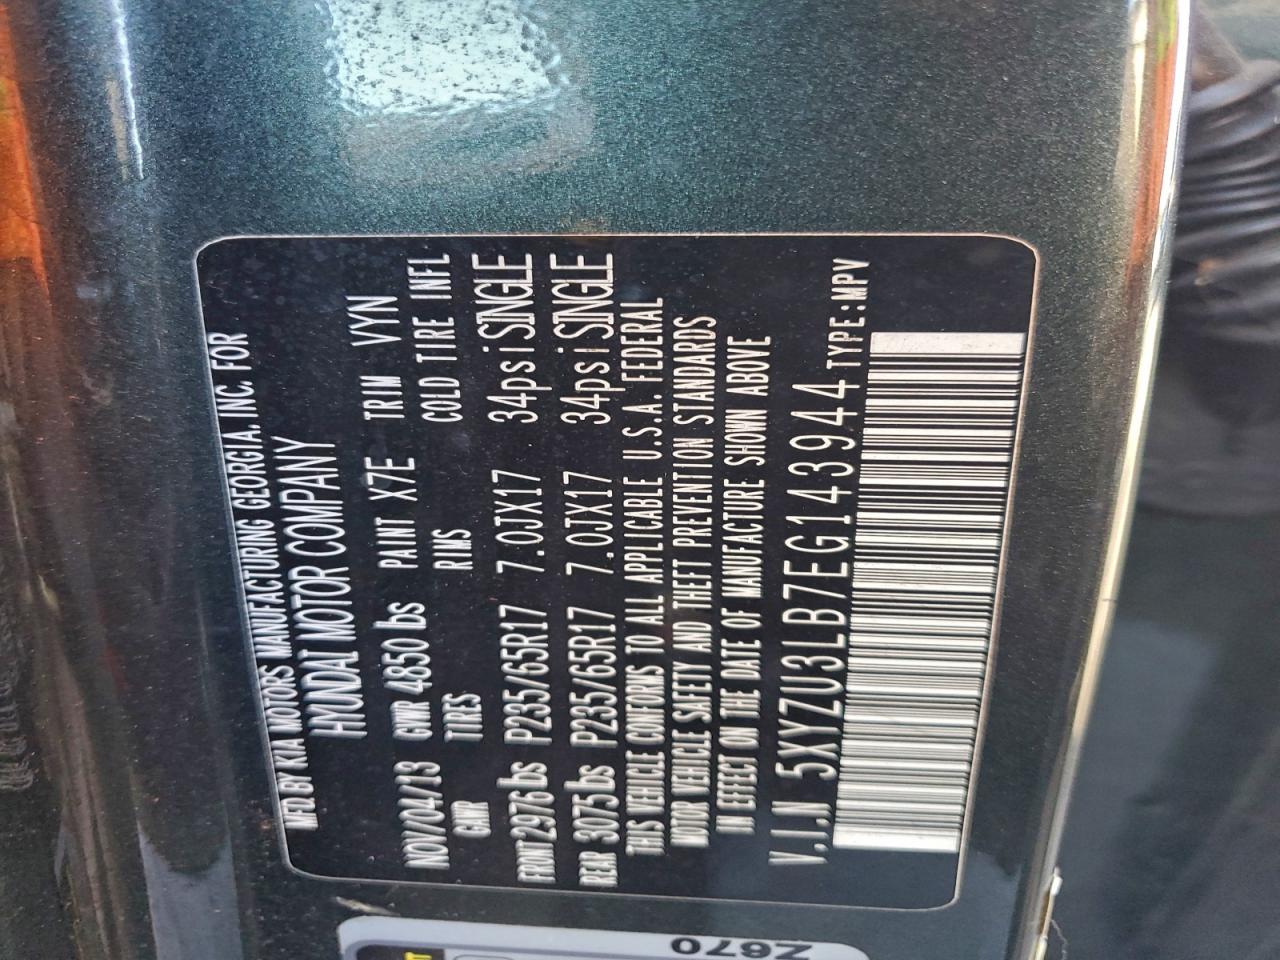 MFD. BY KIA MOTORS MANUFACTURING GEORGIA, INC. FOR
HYUNDAI MOTOR COMPANY
NOV/04/13 GVWR 4850 lbs PAINT X7E TRIM VYN
GAWR TIRES RIMS COLD TIRE INFL
FRONT 2976 lbs P235/65R17 7.0JX17 34psi SINGLE
REAR 3075 lbs P235/65R17 7.0JX17 34psi SINGLE
THIS VEHICLE CONFORMS TO ALL APPLICABLE U.S.A. FEDERAL
MOTOR VEHICLE SAFETY AND THEFT PREVENTION STANDARDS
IN EFFECT ON THE DATE OF MANUFACTURE SHOWN ABOVE
V.I.N 5XYZU3LB7EG143944 TYPE:MPV
Z670